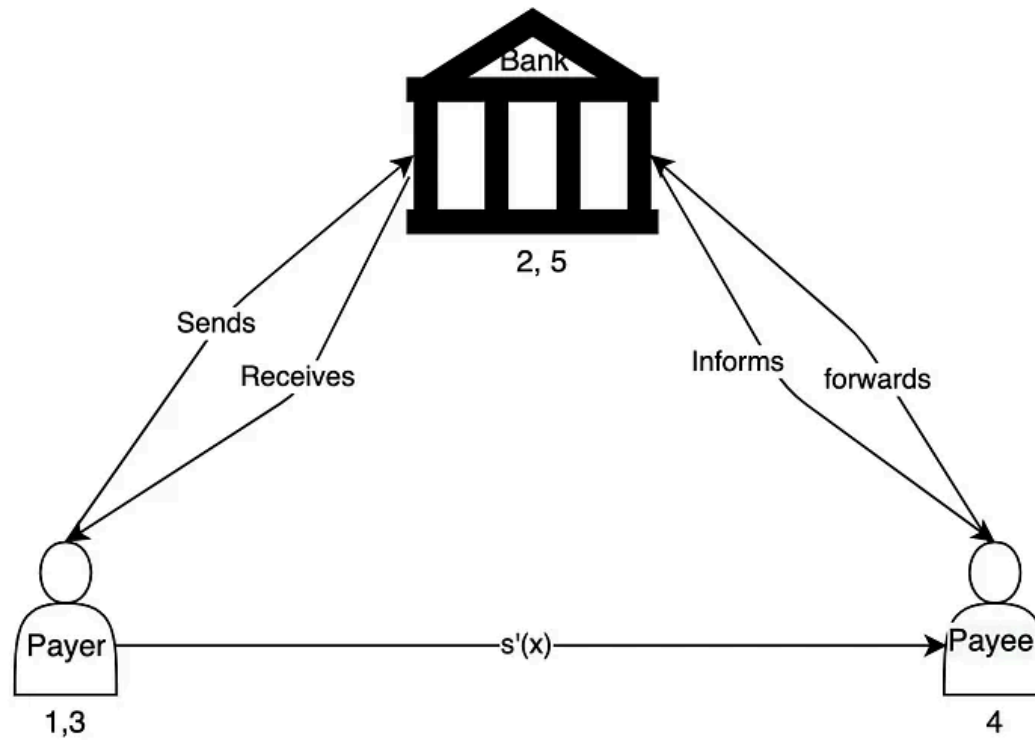 Bank
2, 5
Sends
Receives
Informs
forwards
Payer
s'(x)
Payee
1,3
4